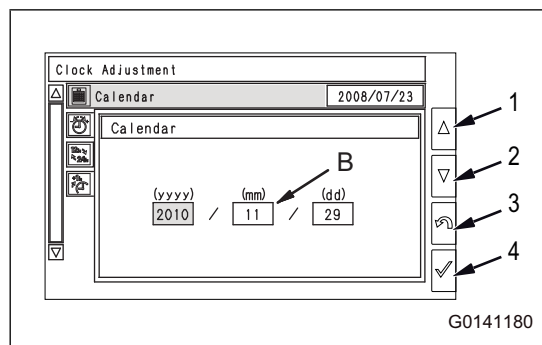 Clock Adjustment
Calendar 2008/07/23
Calendar
B
(yyyy) (mm) (dd)
2010 / 11 / 29
1
2
3
4
G0141180